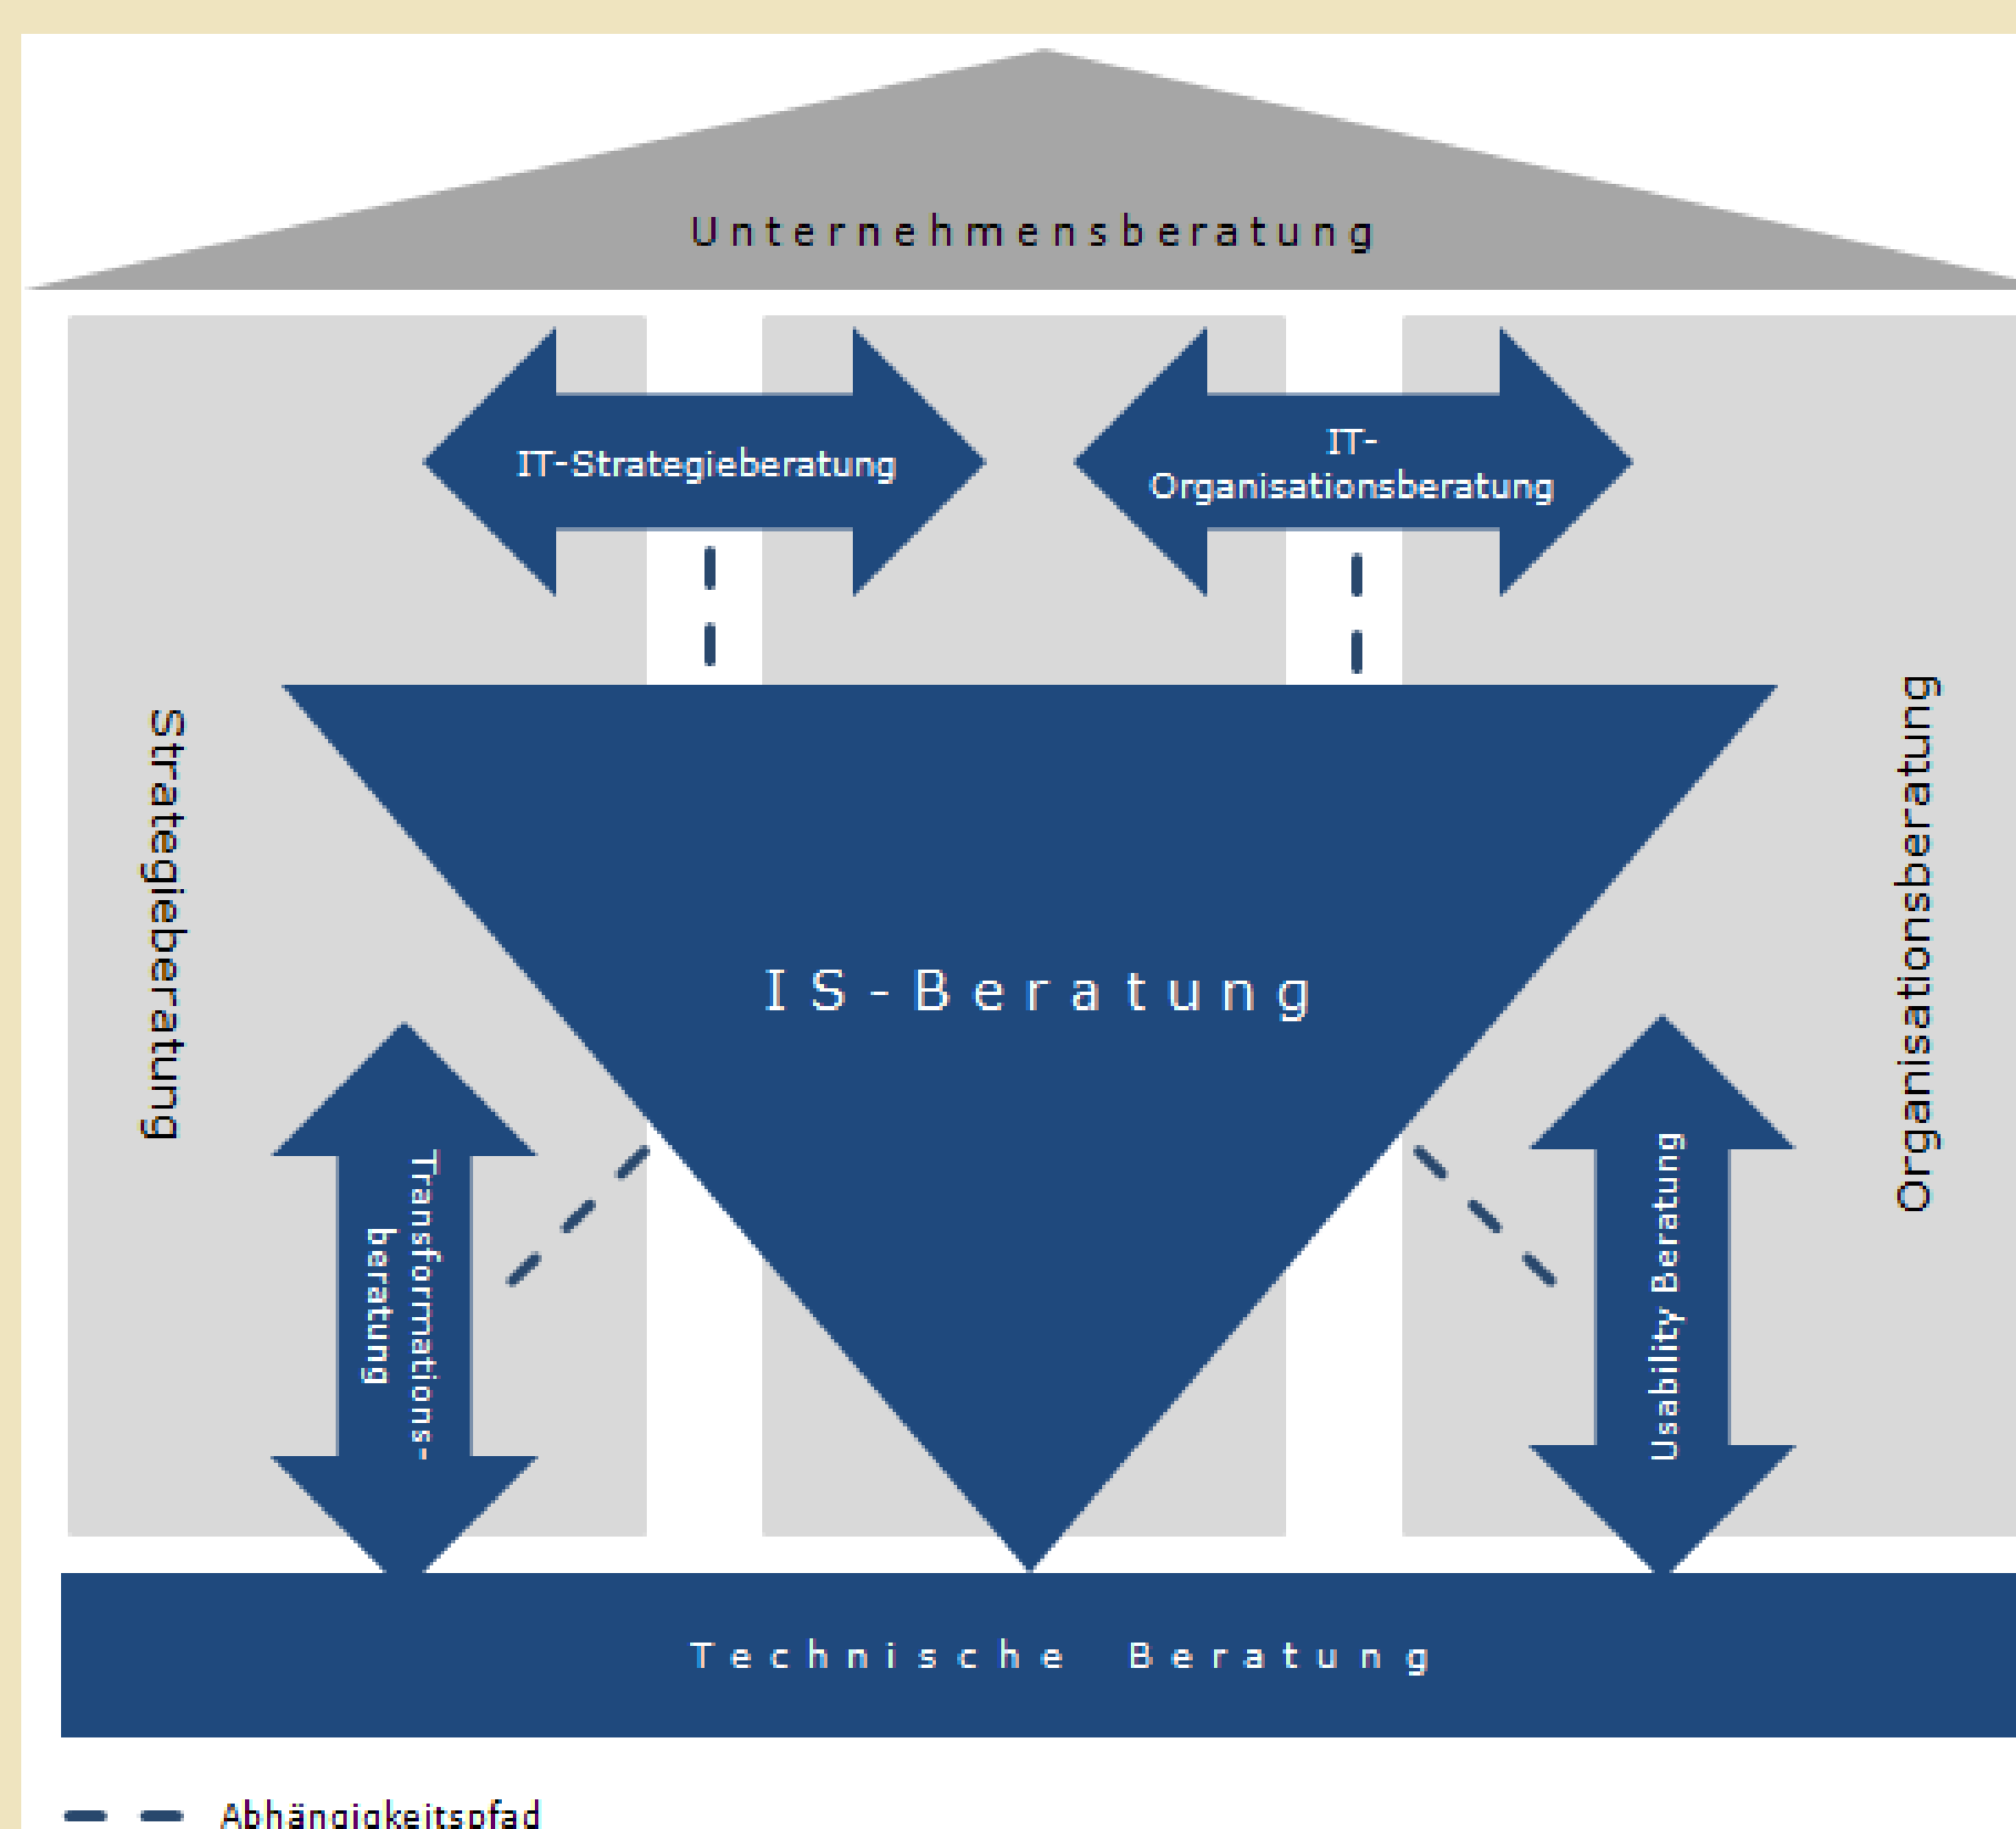 Unternehmensberatung
IT-Strategieberatung
IT-
Organisationsberatung
Strategieberatung
Organisationsberatung
IS-Beratung
Transformations-
beratung
Usability Beratung
Technische Beratung
Abhängigkeitspfad